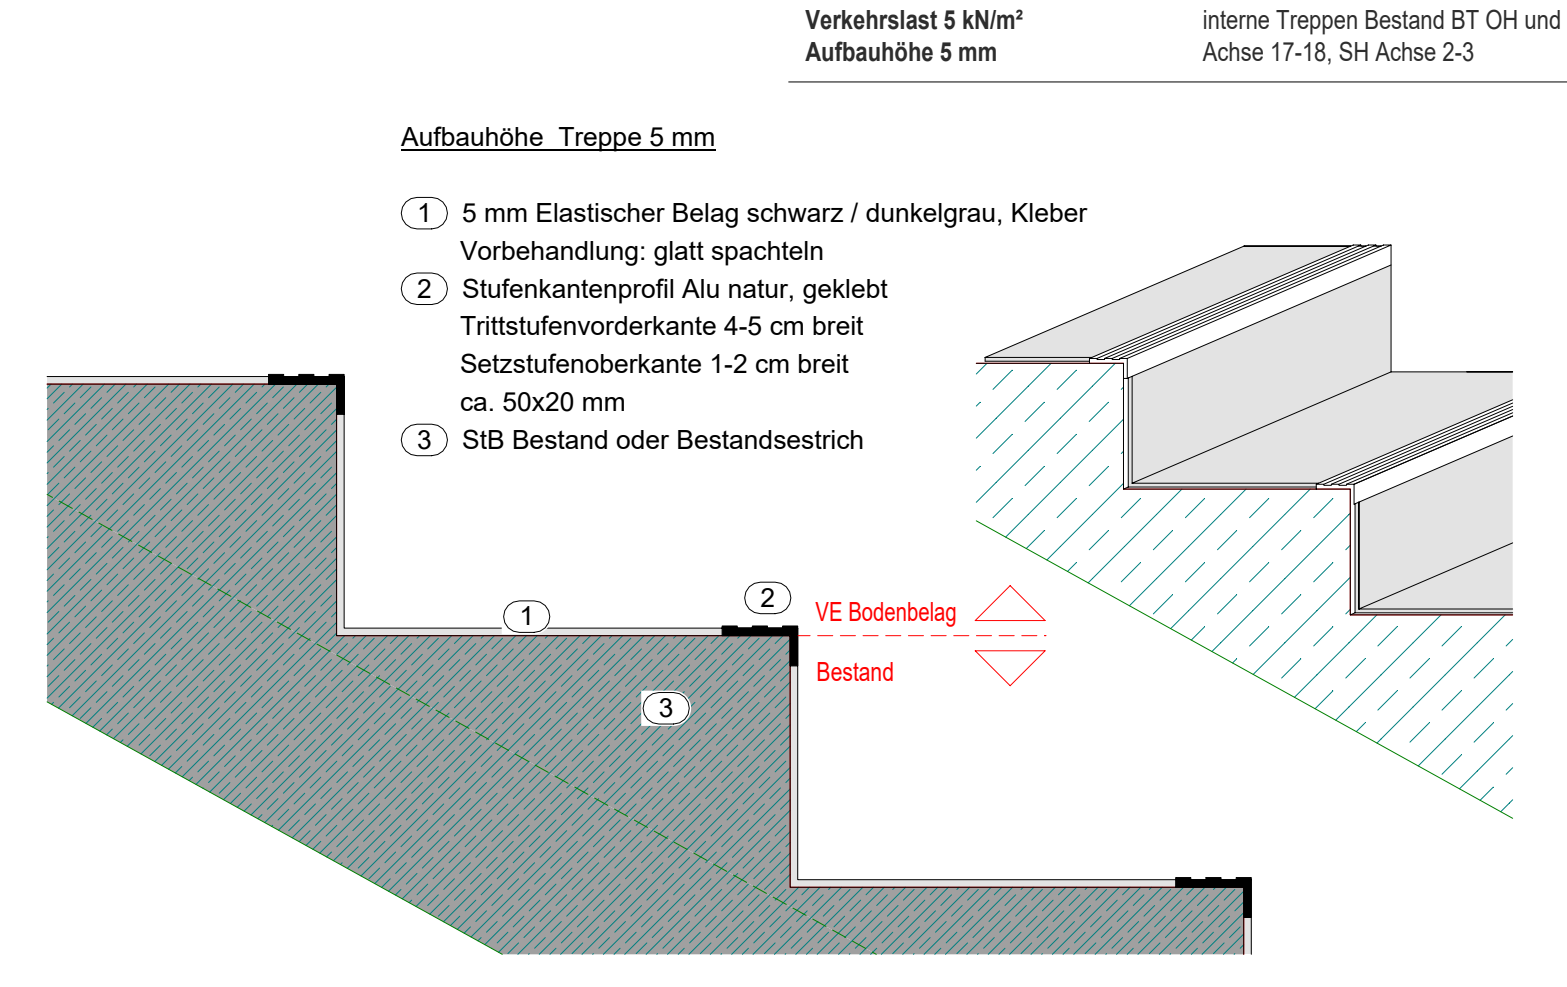 Verkehrslast 5 kN/m²
Aufbauhöhe 5 mm
interne Treppen Bestand BT OH und
Achse 17-18, SH Achse 2-3
Aufbauhöhe Treppe 5 mm
1 5 mm Elastischer Belag schwarz / dunkelgrau, Kleber
Vorbehandlung: glatt spachteln
2 Stufenkantenprofil Alu natur, geklebt
Trittstufenvorderkante 4-5 cm breit
Setzstufenoberkante 1-2 cm breit
ca. 50x20 mm
3 StB Bestand oder Bestandsestrich
1
2
VE Bodenbelag
Bestand
3